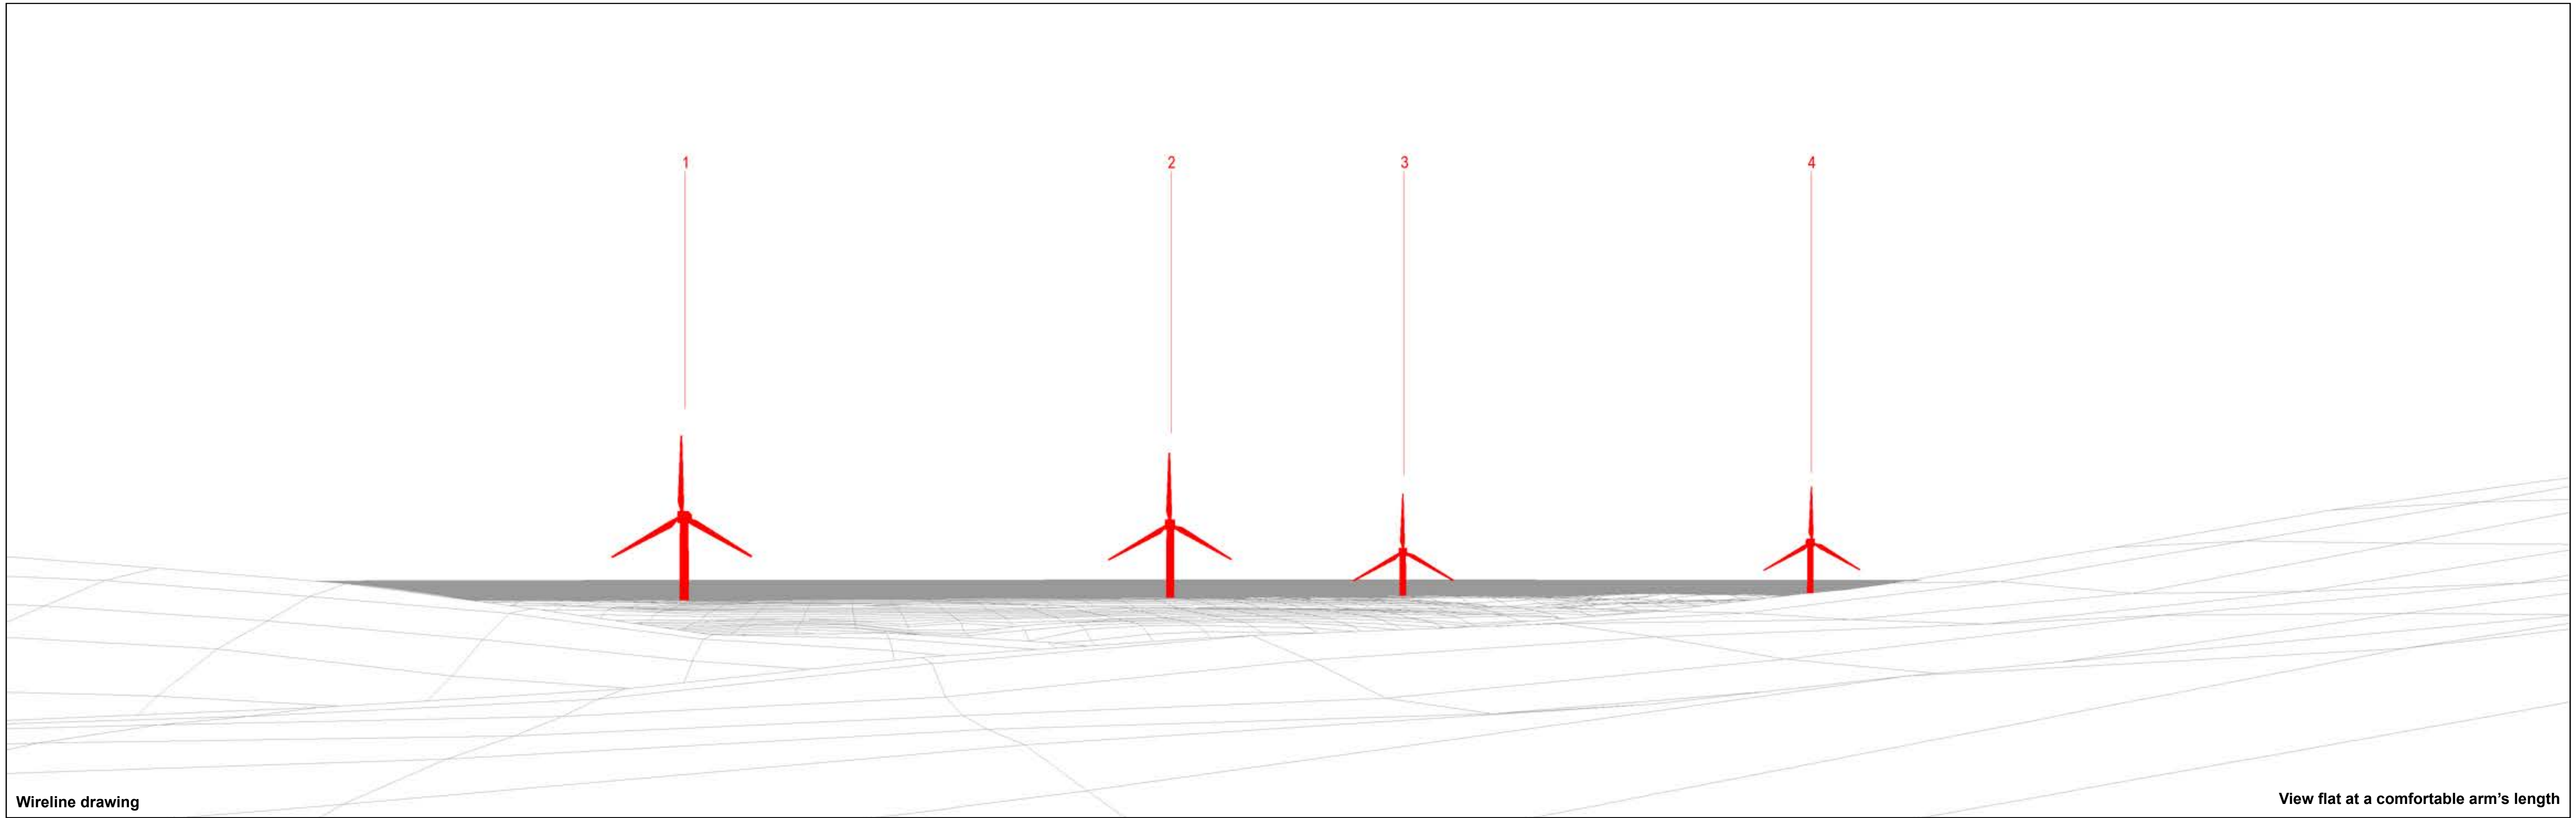 1 2 3 4
Wireline drawing
View flat at a comfortable arm's length